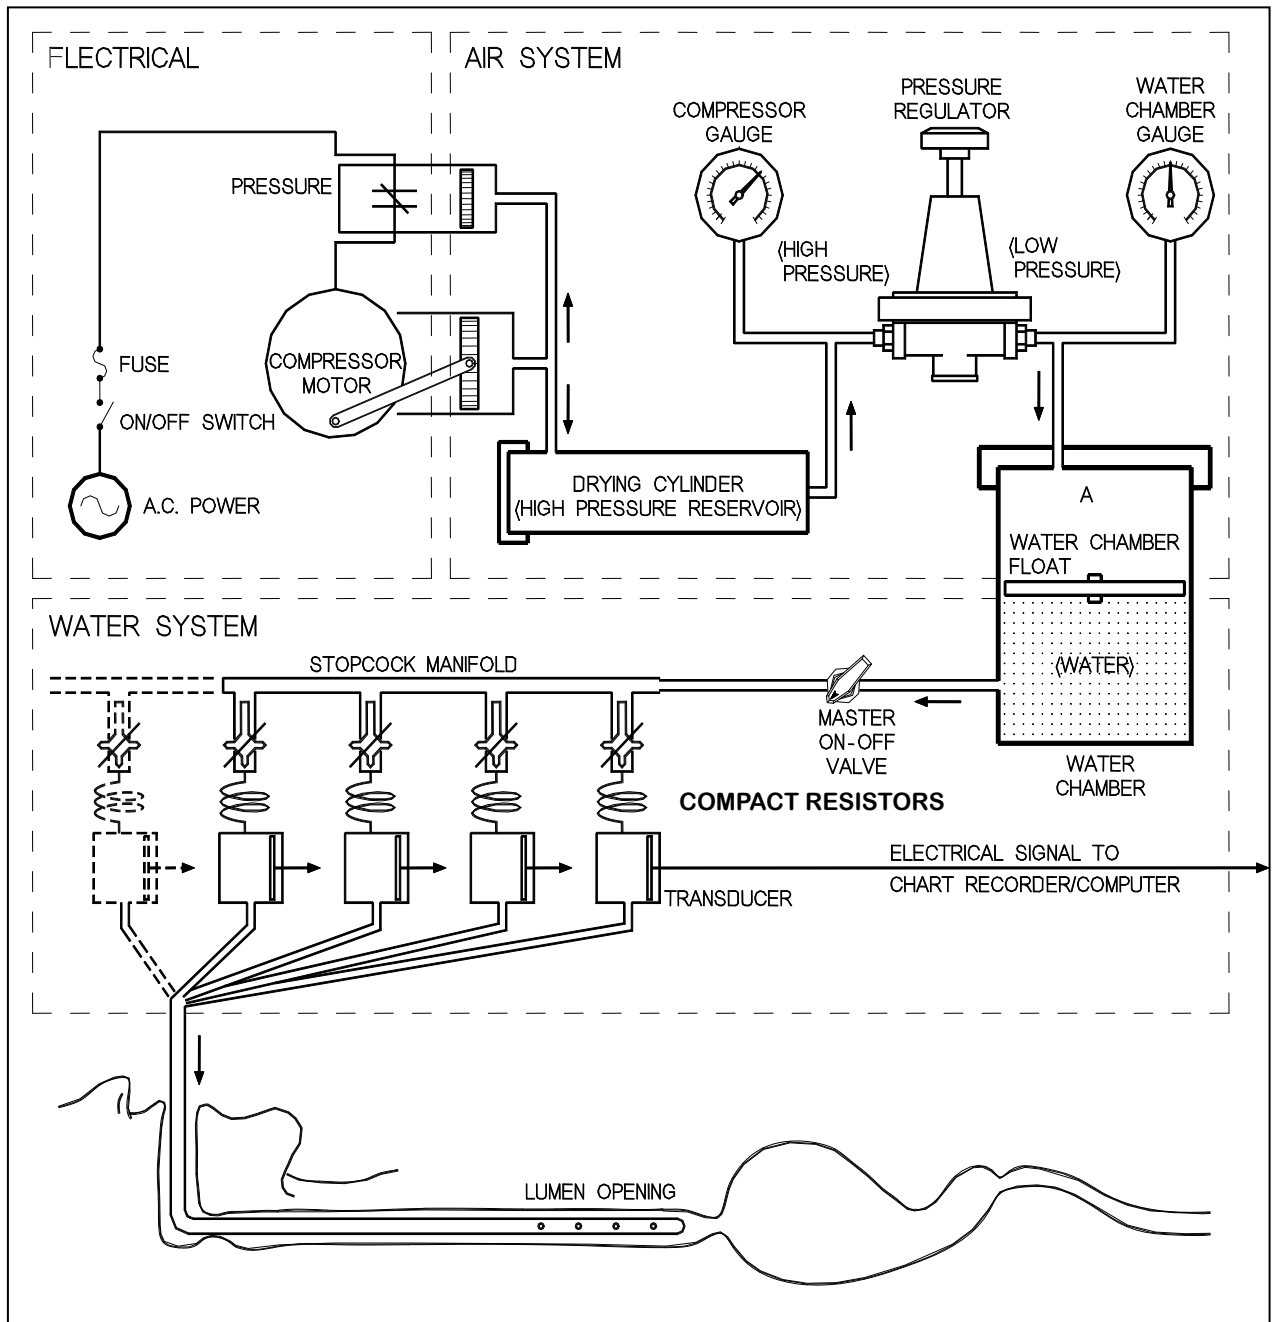 ELECTRICAL
AIR SYSTEM
COMPRESSOR
GAUGE
PRESSURE
REGULATOR
WATER
CHAMBER
GAUGE
PRESSURE
(HIGH
PRESSURE)
(LOW
PRESSURE)
FUSE
COMPRESSOR
MOTOR
ON/OFF SWITCH
A.C. POWER
DRYING CYLINDER
(HIGH PRESSURE RESERVOIR)
A
WATER CHAMBER
FLOAT
WATER SYSTEM
STOPCOCK MANIFOLD
(WATER)
MASTER
ON-OFF
VALVE
WATER
CHAMBER
COMPACT RESISTORS
ELECTRICAL SIGNAL TO
CHART RECORDER/COMPUTER
TRANSDUCER
LUMEN OPENING